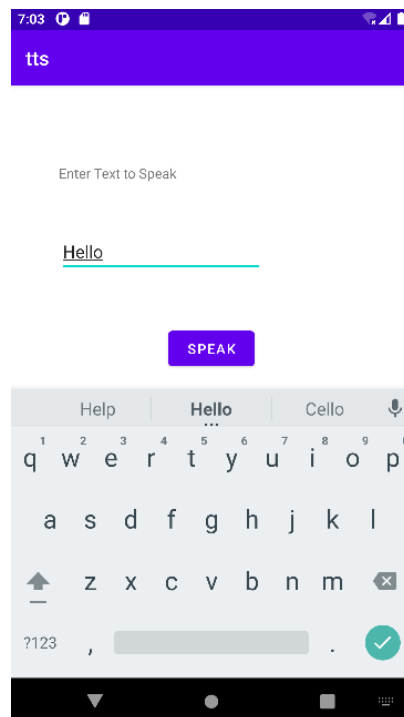 7:03
tts
Enter Text to Speak
Hello
SPEAK
Help Hello Cello
1 2 3 4 5 6 7 8 9
q w e r t y u i o p
a s d f g h j k l
z x c v b n m
?123 , .